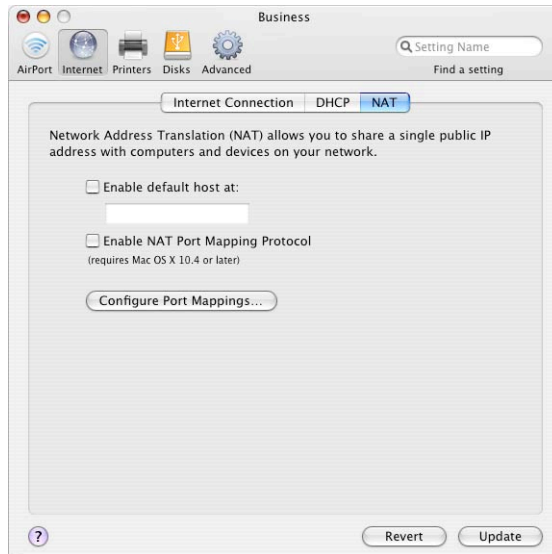 Business
AirPort Internet Printers Disks Advanced
Setting Name
Find a setting
Internet Connection DHCP NAT
Network Address Translation (NAT) allows you to share a single public IP
address with computers and devices on your network.
Enable default host at:
Enable NAT Port Mapping Protocol
(requires Mac OS X 10.4 or later)
Configure Port Mappings...
?
Revert Update